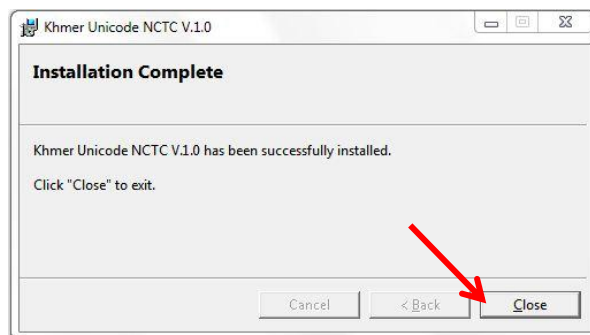 Khmer Unicode NCTC V.1.0
Installation Complete
Khmer Unicode NCTC V.1.0 has been successfully installed.
Click "Close" to exit.
Cancel
< Back
Close